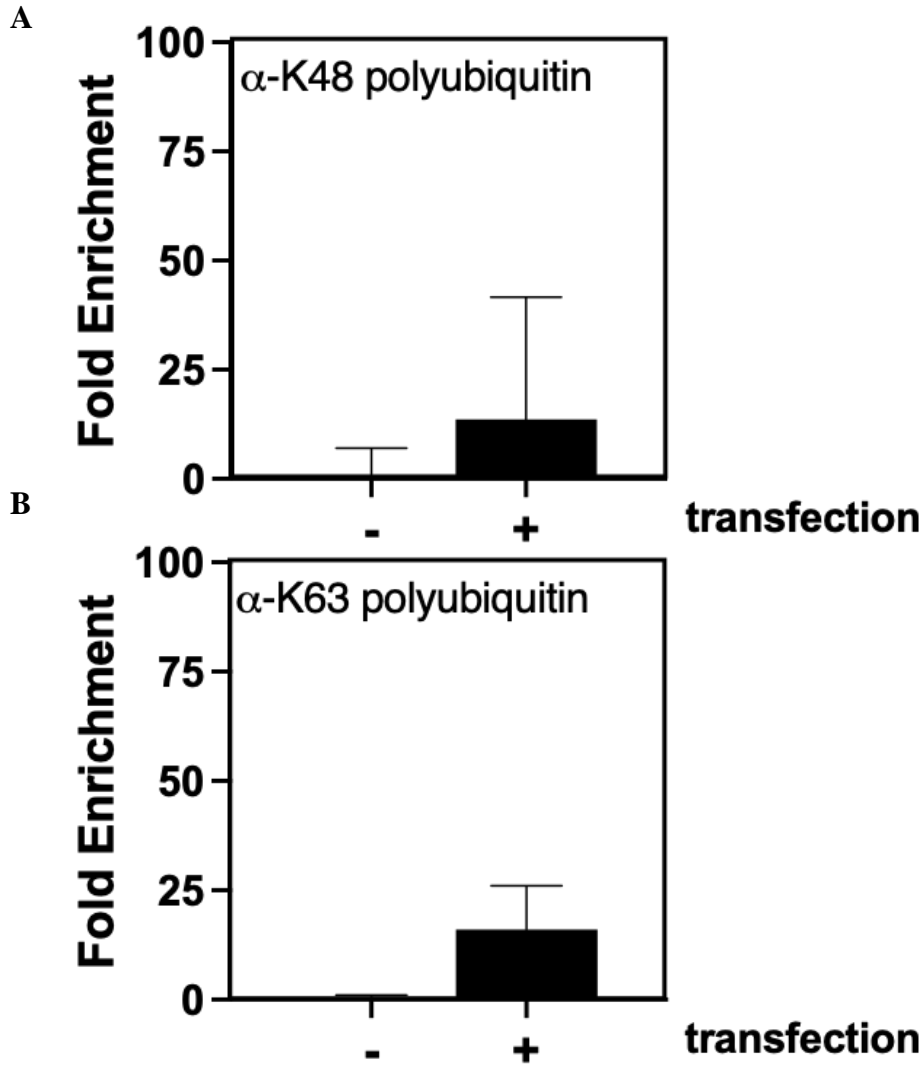 A
100
α-K48 polyubiquitin
75
50
25
0
Fold Enrichment
- +
transfection
B
100
α-K63 polyubiquitin
75
50
25
0
Fold Enrichment
- +
transfection